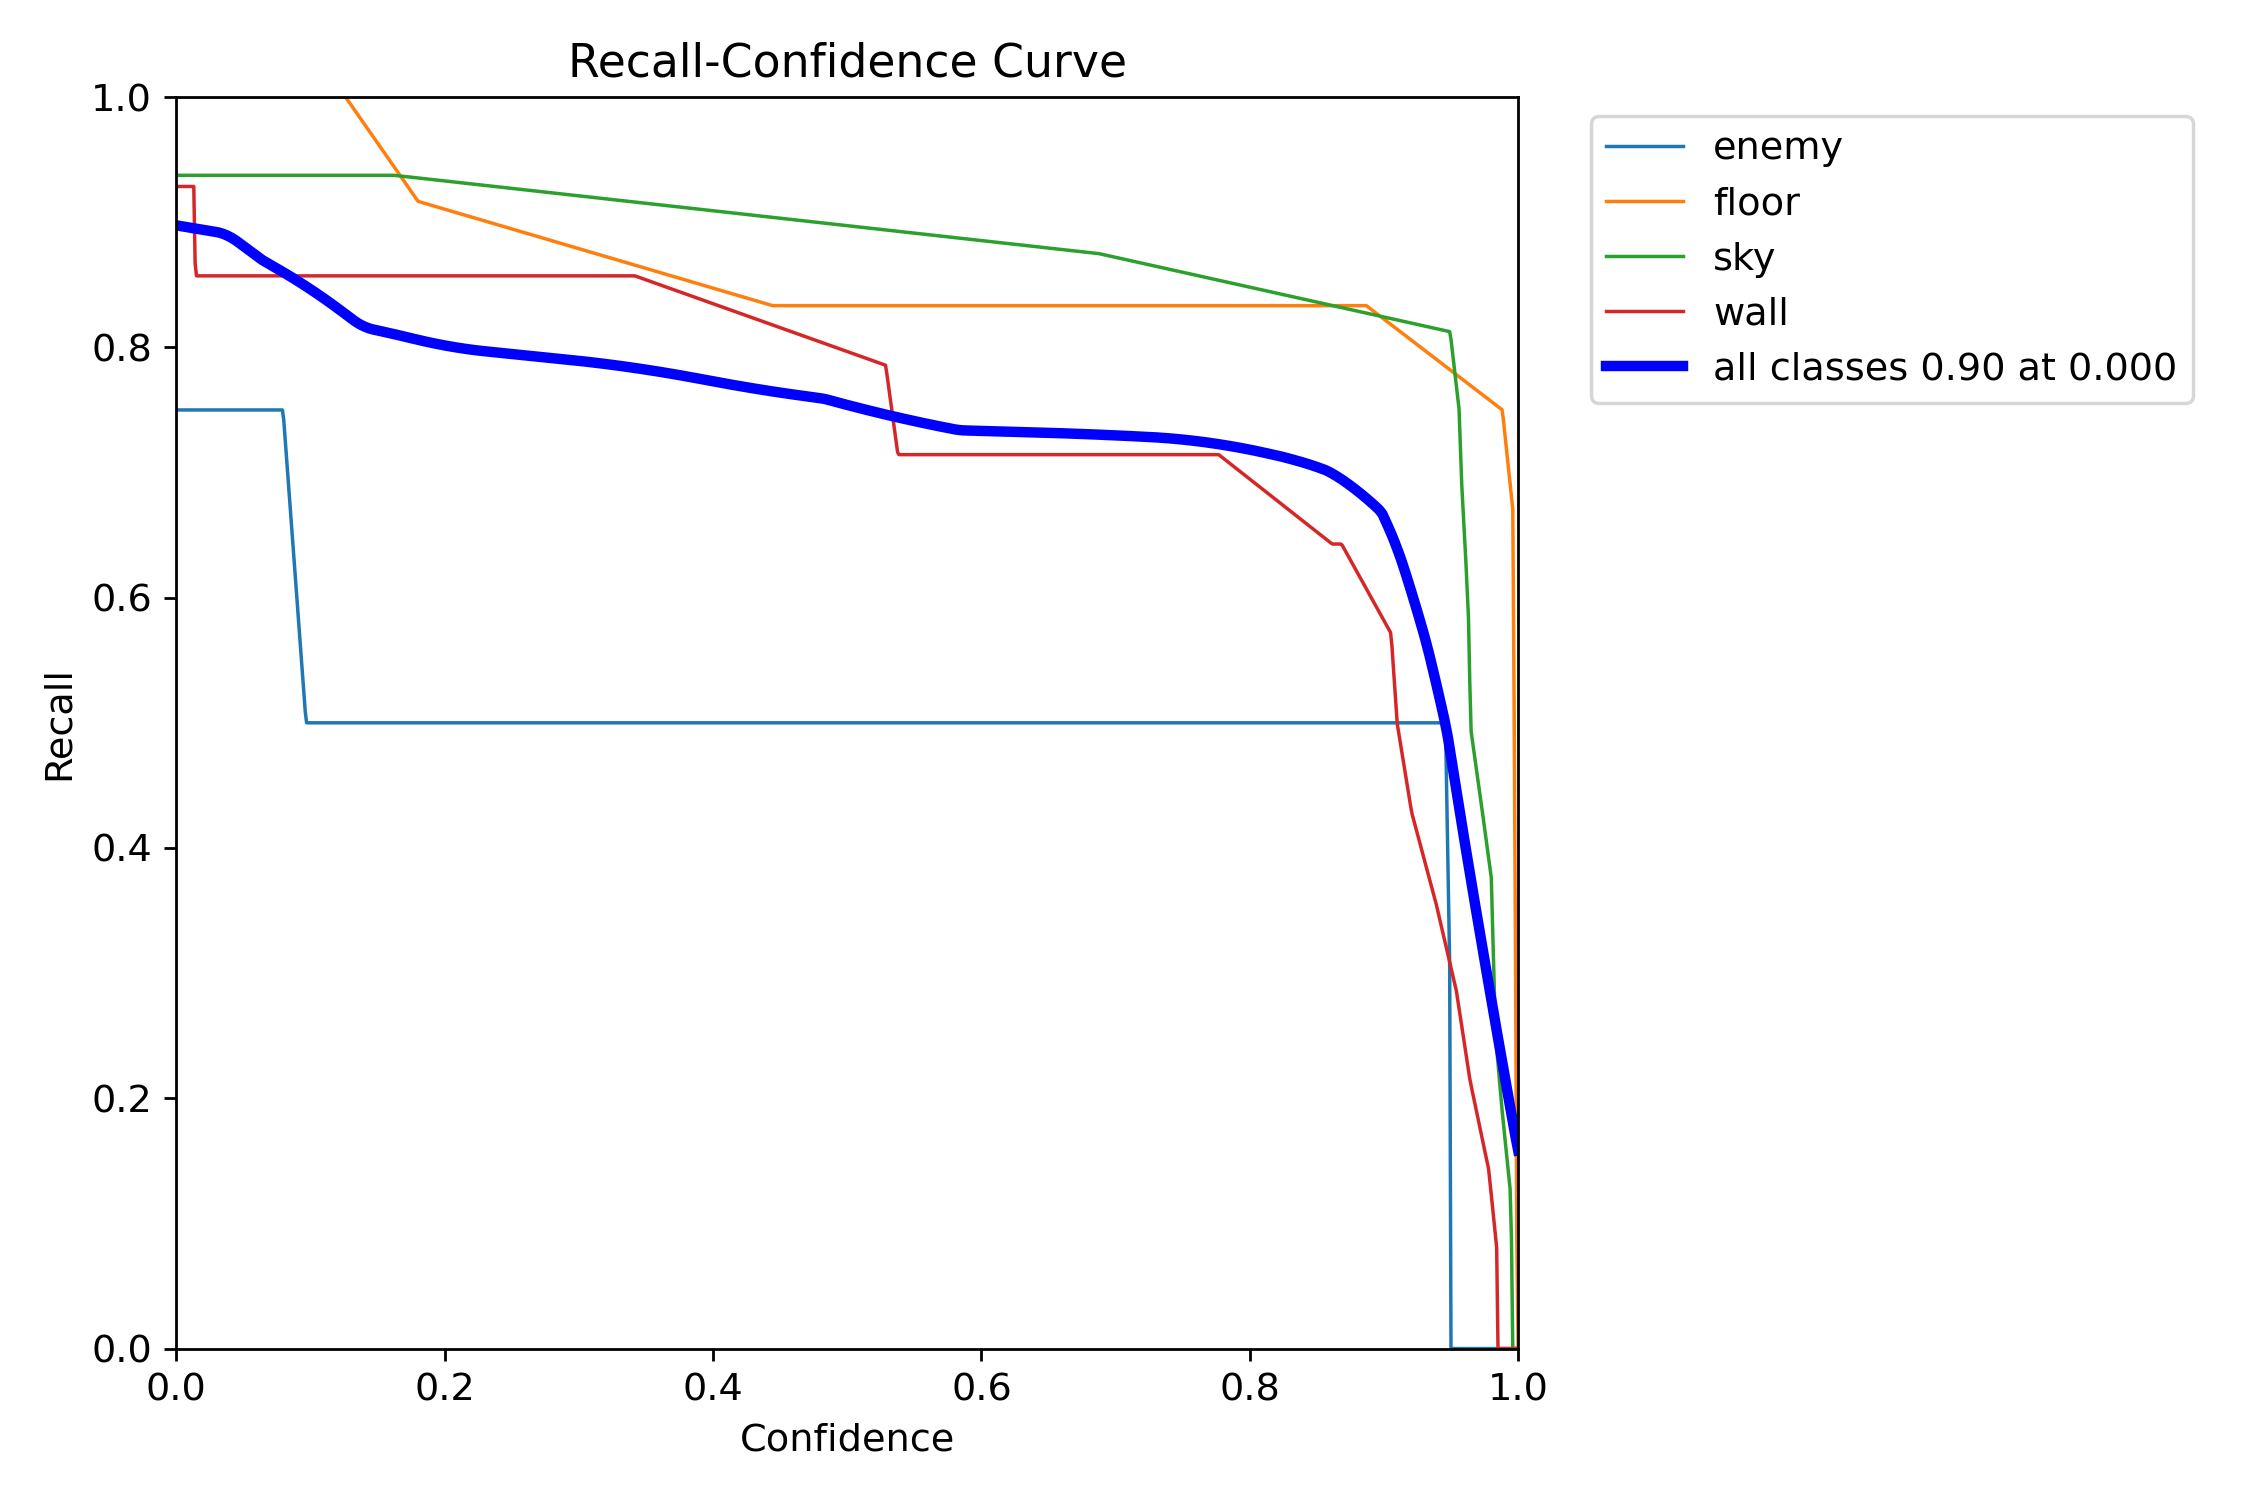 Recall-Confidence Curve
1.0
0.8
0.6
0.4
0.2
0.0
Recall
0.0 0.2 0.4 0.6 0.8 1.0
Confidence
enemy
floor
sky
wall
all classes 0.90 at 0.000